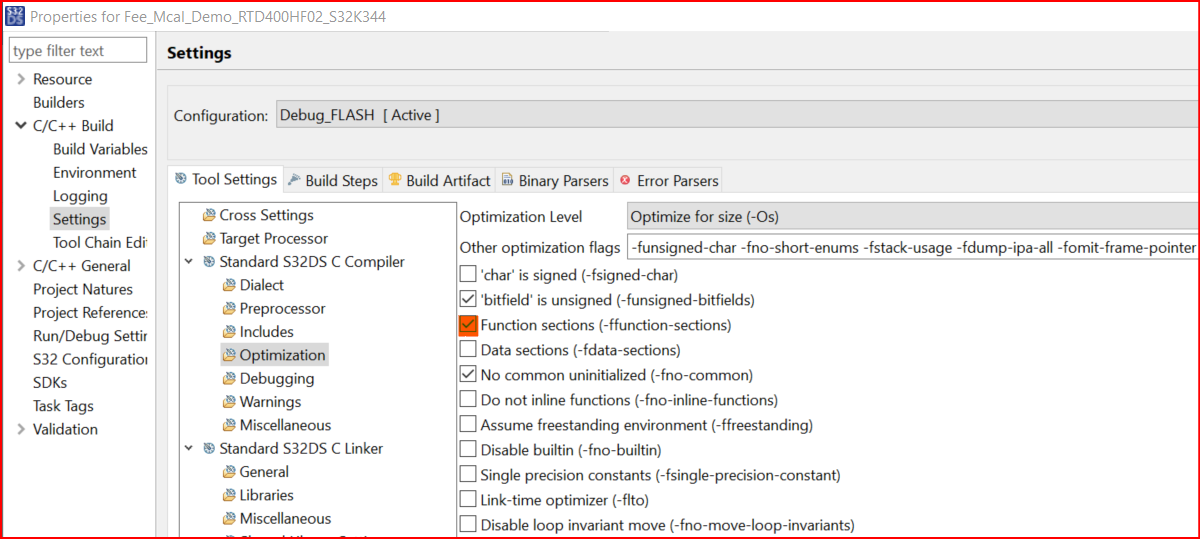 S32 DS Properties for Fee_Mcal_Demo_RTD400HF02_S32K344
type filter text
Resource
Builders
C/C++ Build
Build Variables
Environment
Logging
Settings
Tool Chain Edit
C/C++ General
Project Natures
Project References
Run/Debug Settin
S32 Configuration
SDKs
Task Tags
Validation
Settings
Configuration: Debug_FLASH [ Active ]
Tool Settings Build Steps Build Artifact Binary Parsers Error Parsers
Cross Settings
Target Processor
Standard S32DS C Compiler
Dialect
Preprocessor
Includes
Optimization
Debugging
Warnings
Miscellaneous
Standard S32DS C Linker
General
Libraries
Miscellaneous
Optimization Level Optimize for size (-Os)
Other optimization flags -funsigned-char -fno-short-enums -fstack-usage -fdump-ipa-all -fomit-frame-pointer
'char' is signed (-fsigned-char)
'bitfield' is unsigned (-funsigned-bitfields)
Function sections (-ffunction-sections)
Data sections (-fdata-sections)
No common uninitialized (-fno-common)
Do not inline functions (-fno-inline-functions)
Assume freestanding environment (-ffreestanding)
Disable builtin (-fno-builtin)
Single precision constants (-fsingle-precision-constant)
Link-time optimizer (-flto)
Disable loop invariant move (-fno-move-loop-invariants)